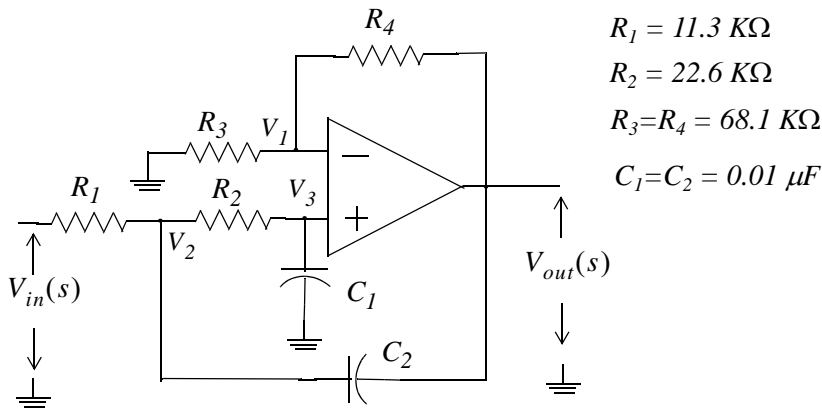 R₄
R₁ = 11.3 KΩ
R₂ = 22.6 KΩ
R₃=R₄ = 68.1 KΩ
C₁=C₂ = 0.01 μF
R₃
V₁
−
R₁
R₂
V₃
+
V₂
Vᵢₙ(s)
C₁
Vₒᵤₜ(s)
C₂